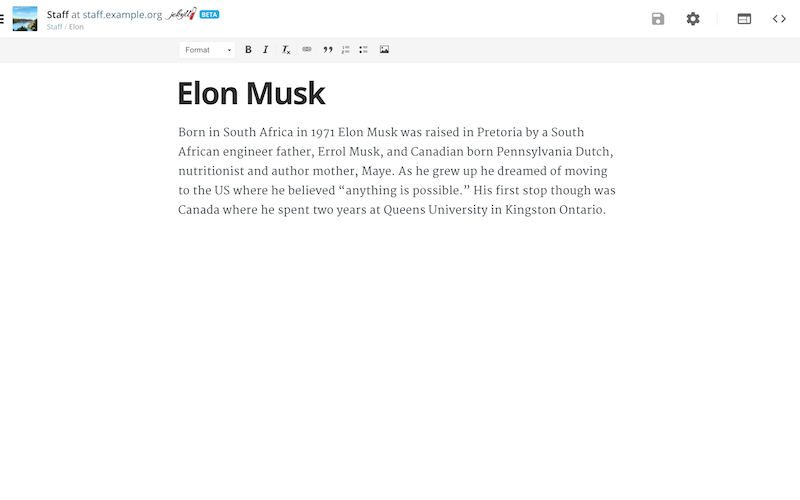 Staff at staff.example.org jekyll BETA
Staff / Elon
Format B I Tx
Elon Musk
Born in South Africa in 1971 Elon Musk was raised in Pretoria by a South
African engineer father, Errol Musk, and Canadian born Pennsylvania Dutch,
nutritionist and author mother, Maye. As he grew up he dreamed of moving
to the US where he believed “anything is possible.” His first stop though was
Canada where he spent two years at Queens University in Kingston Ontario.